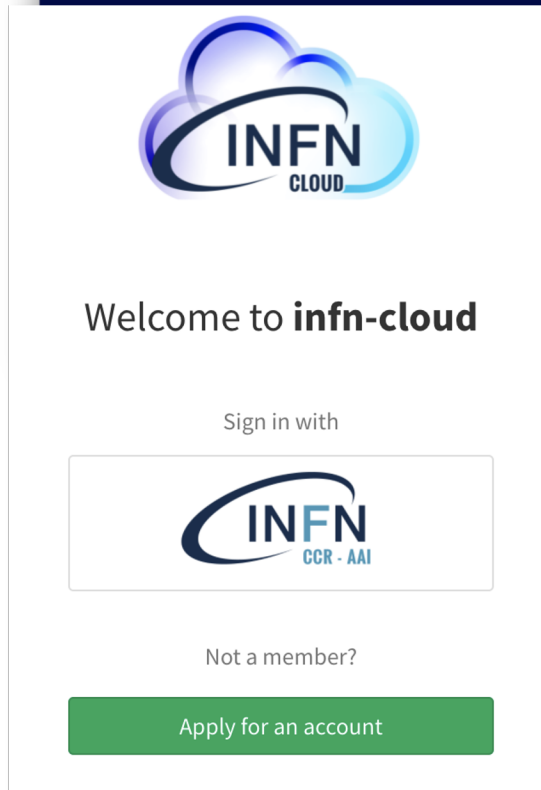 INFN
CLOUD
Welcome to infn-cloud
Sign in with
INFN
CCR - AAI
Not a member?
Apply for an account